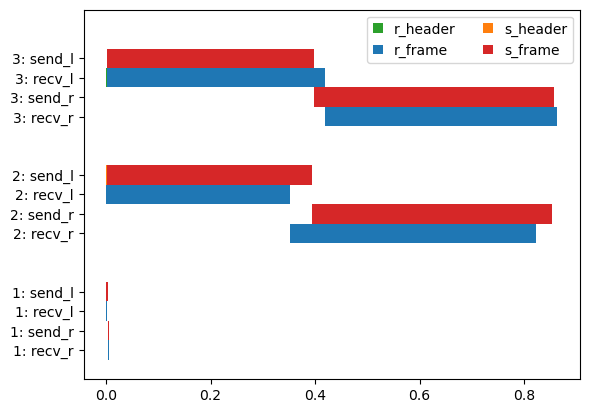 r_header s_header
r_frame s_frame
3: send_l
3: recv_l
3: send_r
3: recv_r
2: send_l
2: recv_l
2: send_r
2: recv_r
1: send_l
1: recv_l
1: send_r
1: recv_r
0.0 0.2 0.4 0.6 0.8